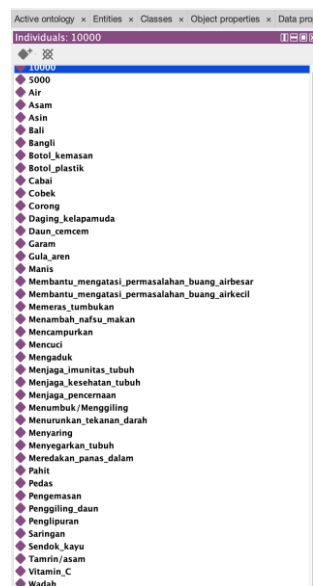 Active ontology × Entities × Classes × Object properties × Data pro
Individuals: 10000
10000
5000
Air
Asam
Asin
Bali
Bangli
Botol_kemasan
Botol_plastik
Cabai
Cobek
Corong
Daging_kelapamuda
Daun_cemcem
Garam
Gula_aren
Manis
Membantu_mengatasi_permasalahan_buang_airbesar
Membantu_mengatasi_permasalahan_buang_airkecil
Memeras_tumbukan
Menambah_nafsu_makan
Mencampurkan
Mencuci
Mengaduk
Menjaga_imunitas_tubuh
Menjaga_kesehatan_tubuh
Menjaga_pencernaan
Menumbuk/Menggiling
Menurunkan_tekanan_darah
Menyaring
Menyegarkan_tubuh
Meredakan_panas_dalam
Pahit
Pedas
Pengemasan
Penggiling_daun
Penglipuran
Saringan
Sendok_kayu
Tamrin/asam
Vitamin_C
Wadah